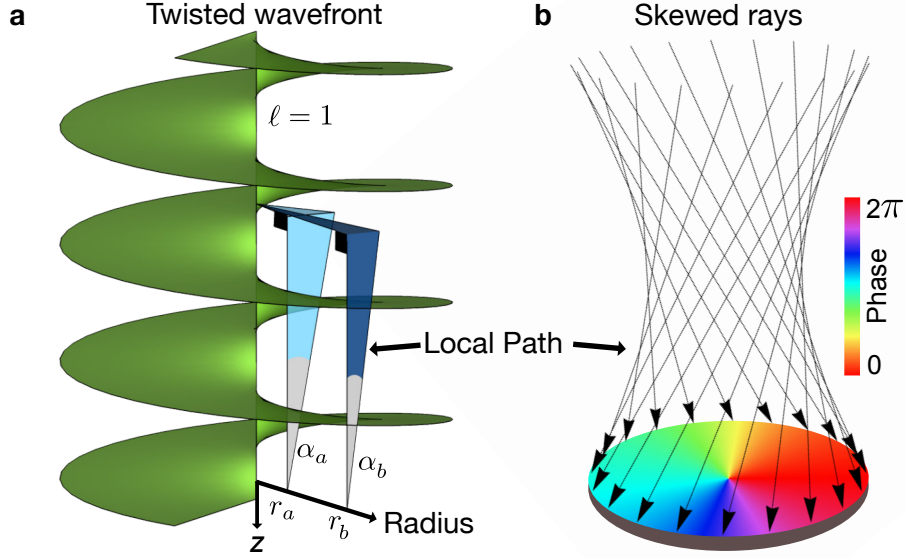 a Twisted wavefront
ℓ = 1
α_a
α_b
r_a
r_b
Radius
z
Local Path
b Skewed rays
2π
Phase
0